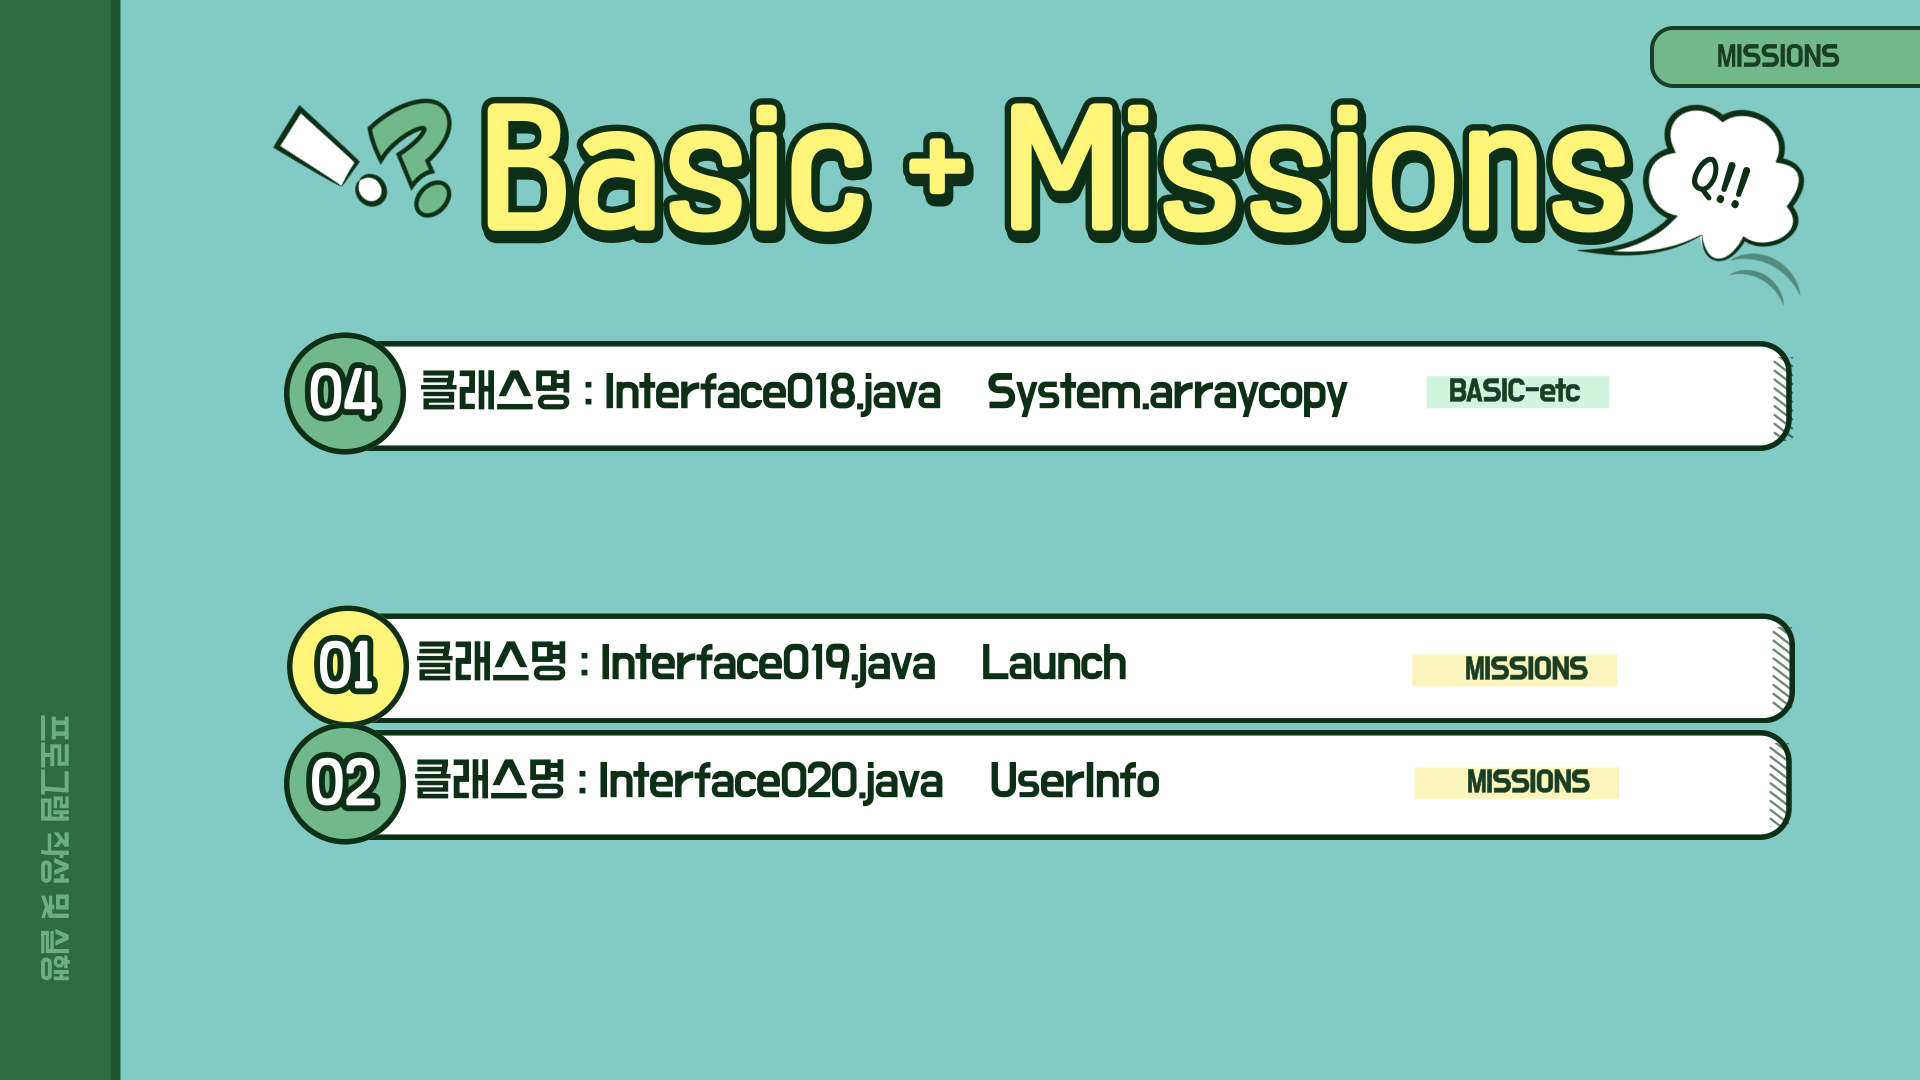 MISSIONS
!?
Basic + Missions
Q!!
04 클래스명 : Interface018.java System.arraycopy BASIC-etc
01 클래스명 : Interface019.java Launch MISSIONS
02 클래스명 : Interface020.java UserInfo MISSIONS
프로그램 작성 및 실행